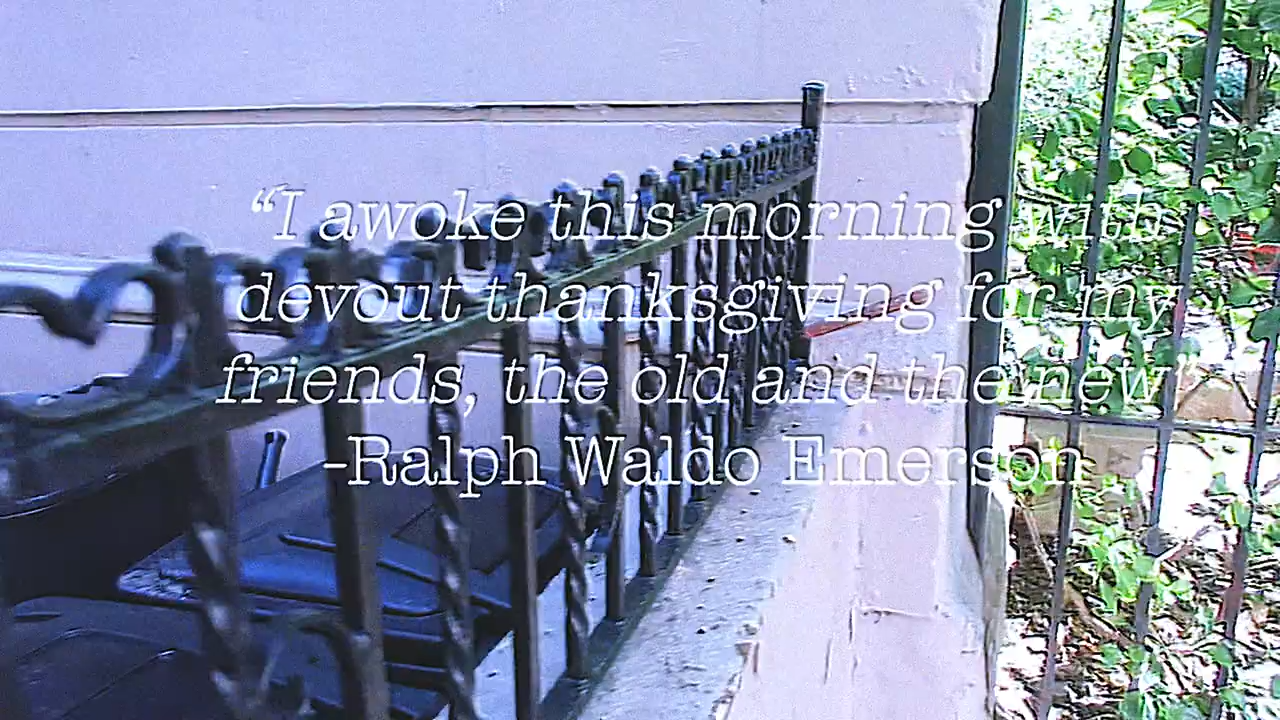 “I awoke this morning with
devout thanksgiving for my
friends, the old and the new”
-Ralph Waldo Emerson